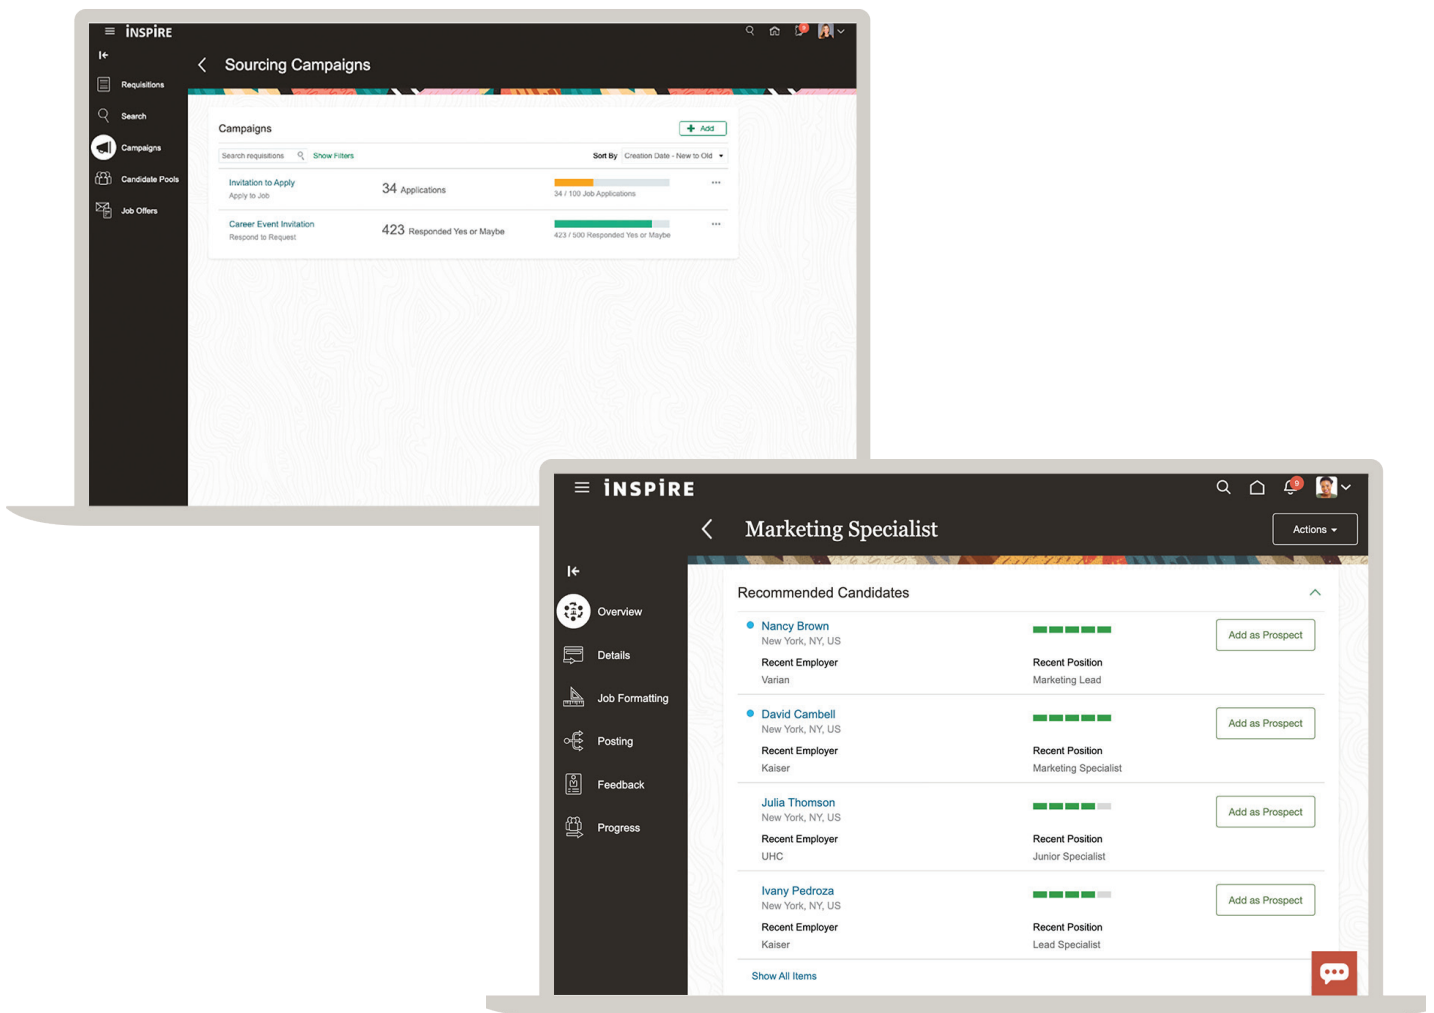 iNSPiRE
9
Sourcing Campaigns
Requisitions
Search
Campaigns
Candidate Pools
Job Offers
Campaigns
Add
Search requisitions
Show Filters
Sort By Creation Date - New to Old
Invitation to Apply
Apply to Job
34 Applications
34 / 100 Job Applications
Career Event Invitation
Respond to Request
423 Responded Yes or Maybe
423 / 500 Responded Yes or Maybe
iNSPiRE
9
Marketing Specialist
Actions
Overview
Details
Job Formatting
Posting
Feedback
Progress
Recommended Candidates
Nancy Brown
New York, NY, US
Add as Prospect
Recent Employer
Recent Position
Varian
Marketing Lead
David Cambell
New York, NY, US
Add as Prospect
Recent Employer
Recent Position
Kaiser
Marketing Specialist
Julia Thomson
New York, NY, US
Add as Prospect
Recent Employer
Recent Position
UHC
Junior Specialist
Ivany Pedroza
New York, NY, US
Add as Prospect
Recent Employer
Recent Position
Kaiser
Lead Specialist
Show All Items